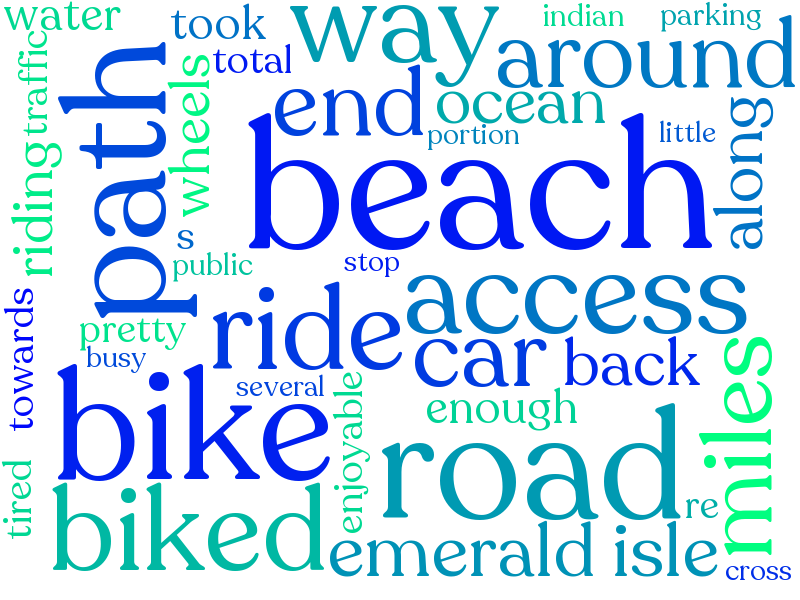 water
took
way
indian
parking
traffic
path
wheels
total
around
end
ocean
portion
little
along
riding
beach
s
public
stop
access
towards
pretty
busy
ride
car
back
several
bike
enjoyable
enough
miles
road
tired
biked
re
emerald isle
cross